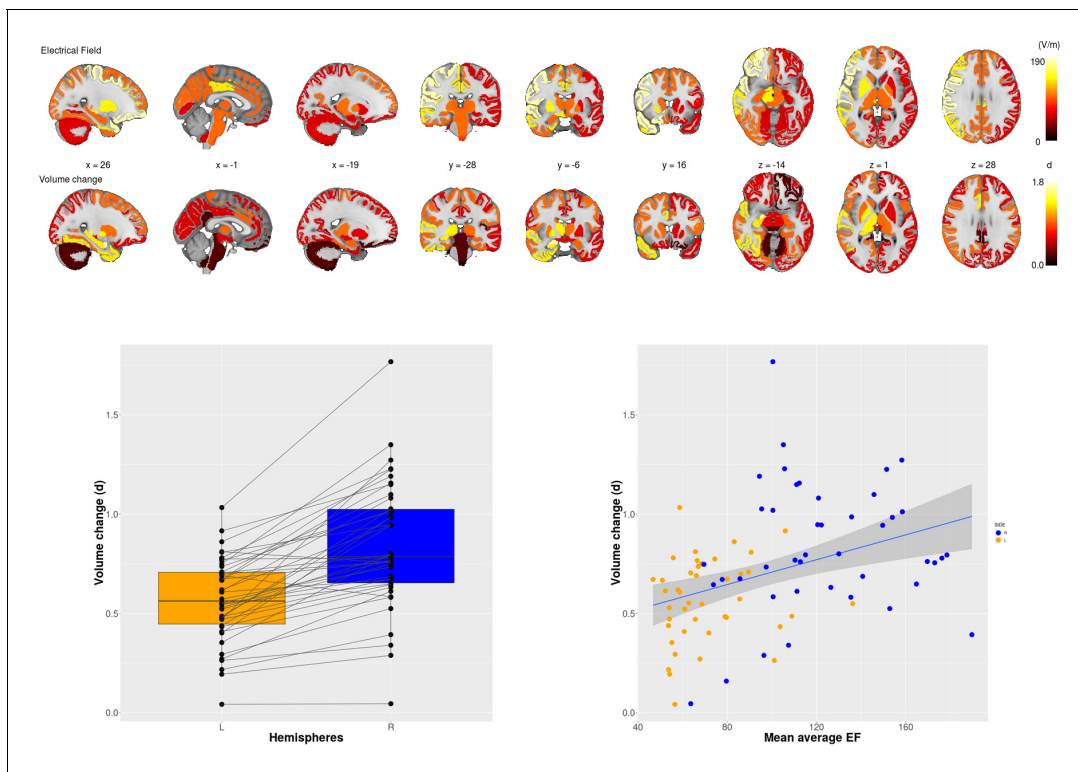 Electrical Field
(V/m)
190
0
x = 26 x = -1 x = -19 y = -28 y = -6 y = 16 z = -14 z = 1 z = 28 d
Volume change
1.8
0.0
1.5
1.0
0.5
0.0
Volume change (d)
L R
Hemispheres
1.5
1.0
0.5
0.0
Volume change (d)
40 80 120 160
Mean average EF
SIDE
R
L